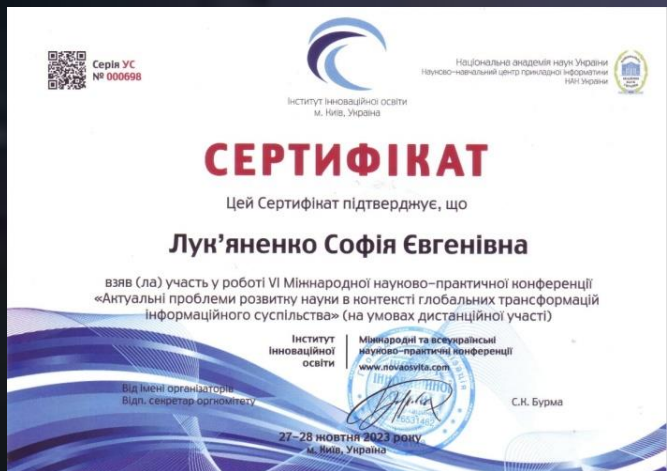 Серія УС
№ 000698
Інститут інноваційної освіти
м. Київ, Україна
Національна академія наук України
Науково-навчальний центр прикладної інформатики
НАН України
СЕРТИФІКАТ
Цей Сертифікат підтверджує, що
Лук’яненко Софія Євгенівна
взяв (ла) участь у роботі VI Міжнародної науково-практичної конференції
«Актуальні проблеми розвитку науки в контексті глобальних трансформацій
інформаційного суспільства» (на умовах дистанційної участі)
Інститут
інноваційної
освіти
Міжнародні та всеукраїнські
науково-практичні конференції
www.novaosvita.com
Від імені організаторів
Відп. секретар оргкомітету
С.К. Бурма
27-28 жовтня 2023 року
м. Київ, Україна